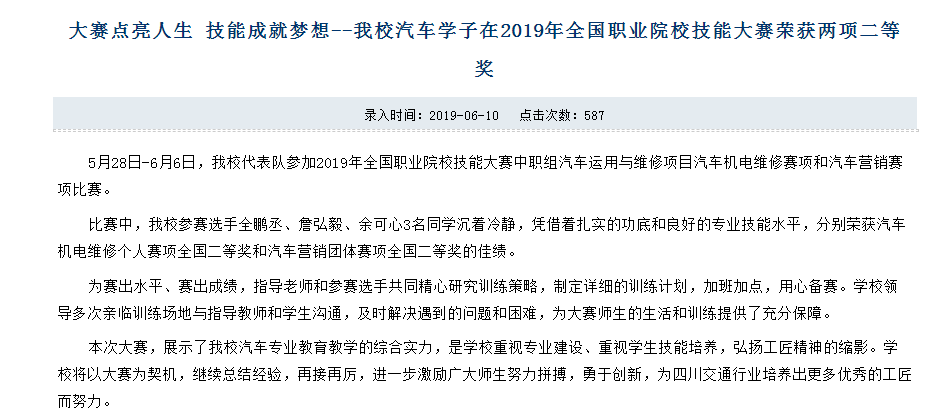 大赛点亮人生 技能成就梦想--我校汽车学子在2019年全国职业院校技能大赛荣获两项二等
奖
录入时间：2019-06-10 点击次数：587
5月28日-6月6日，我校代表队参加2019年全国职业院校技能大赛中职组汽车运用与维修项目汽车机电维修赛项和汽车营销赛
项比赛。
比赛中，我校参赛选手全鹏丞、詹弘毅、余可心3名同学沉着冷静，凭借着扎实的功底和良好的专业技能水平，分别荣获汽车
机电维修个人赛项全国二等奖和汽车营销团体赛项全国二等奖的佳绩。
为赛出水平、赛出成绩，指导老师和参赛选手共同精心研究训练策略，制定详细的训练计划，加班加点，用心备赛。学校领
导多次亲临训练场地与指导教师和学生沟通，及时解决遇到的问题和困难，为大赛师生的生活和训练提供了充分保障。
本次大赛，展示了我校汽车专业教育教学的综合实力，是学校重视专业建设、重视学生技能培养，弘扬工匠精神的缩影。学
校将以大赛为契机，继续总结经验，再接再厉，进一步激励广大师生努力拼搏，勇于创新，为四川交通行业培养出更多优秀的工匠
而努力。